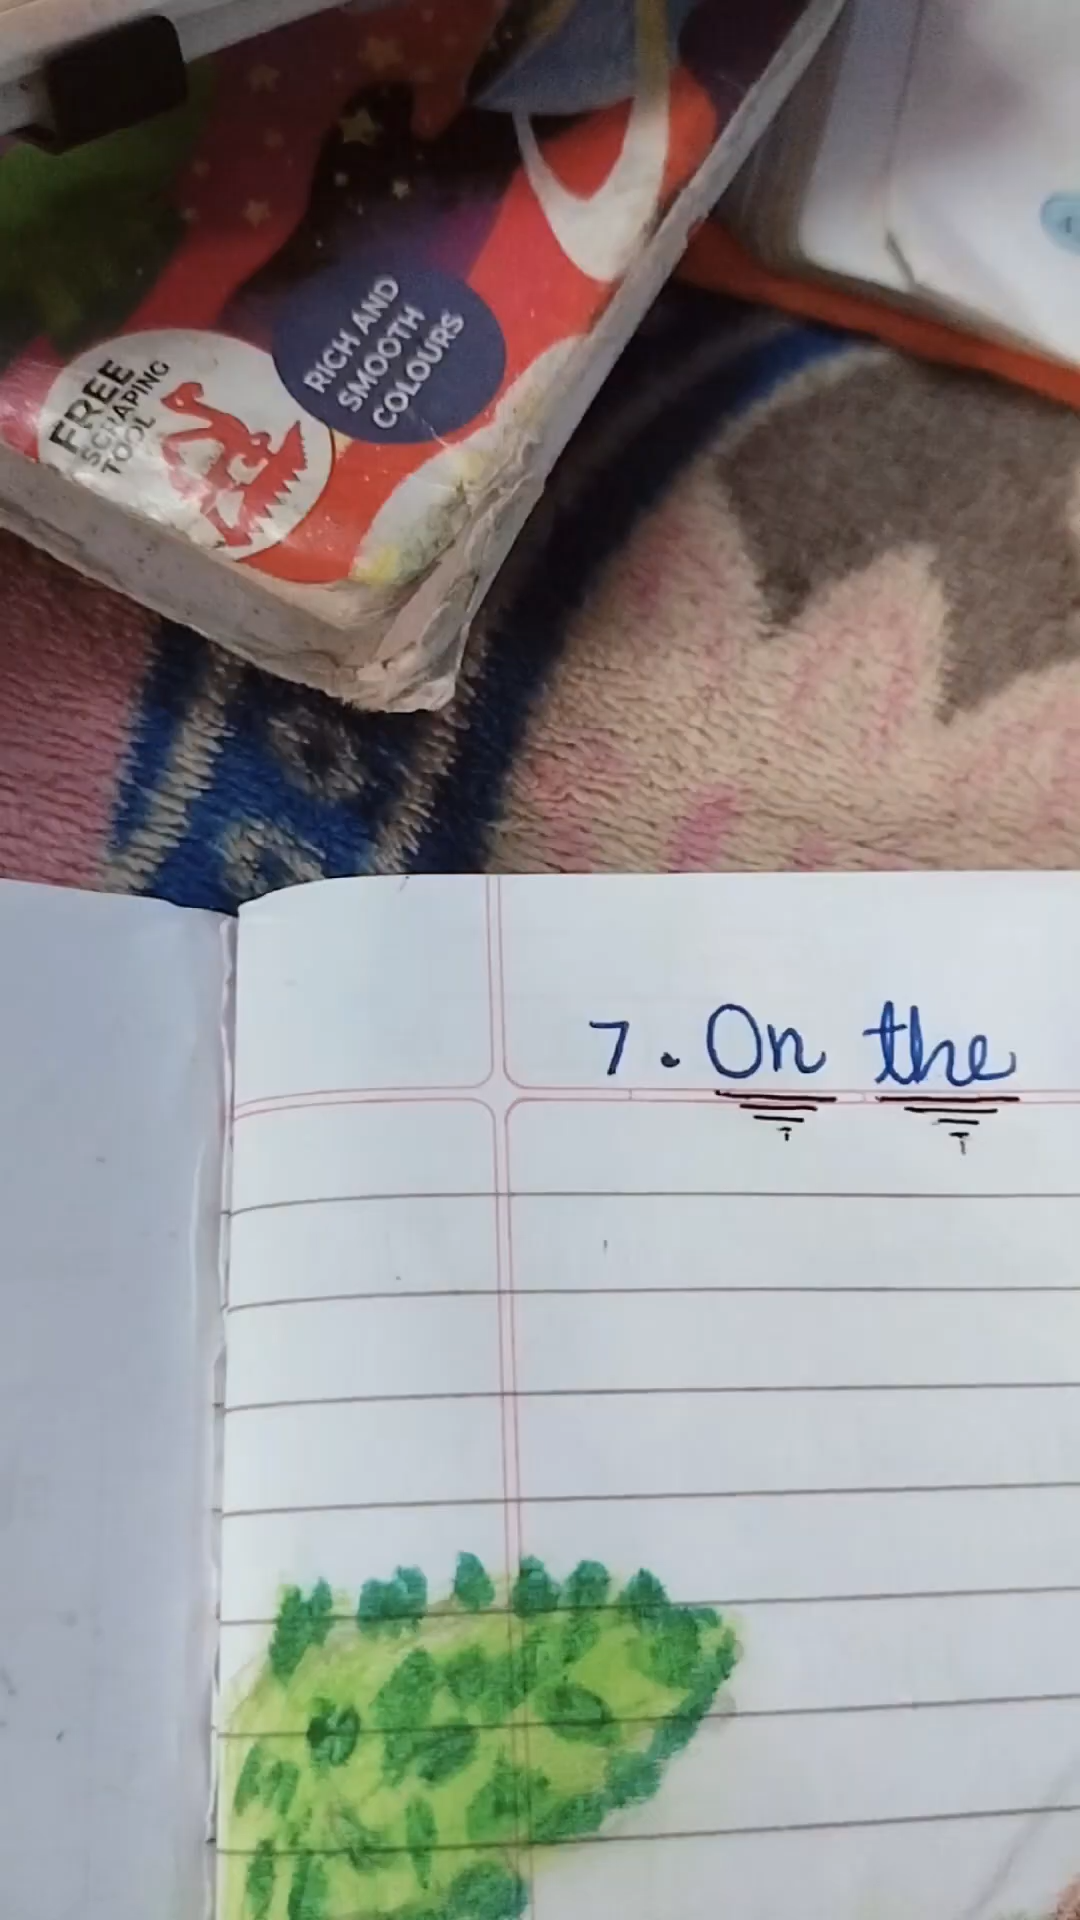 FREE
SCRAPING
TOOL
RICH AND
SMOOTH
COLOURS
7. On the